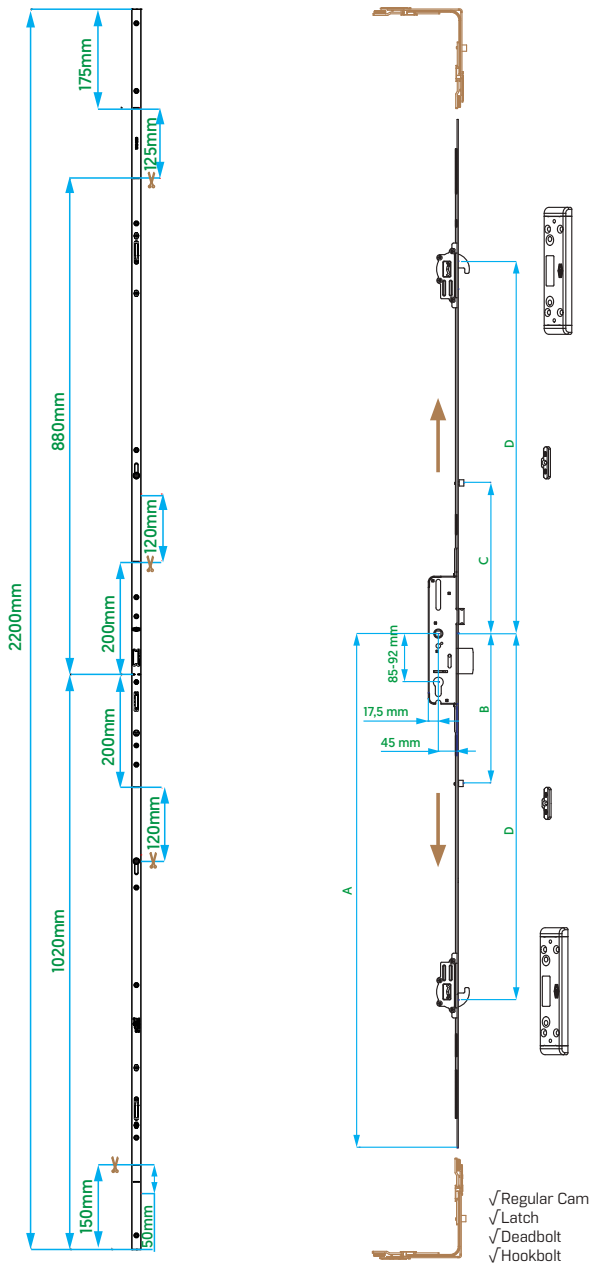 175mm
125mm
880mm
120mm
200mm
2200mm
200mm
120mm
1020mm
150mm
50mm
D
C
85-92 mm
17,5 mm
45 mm
B
D
A
√Regular Cam
√Latch
√Deadbolt
√Hookbolt